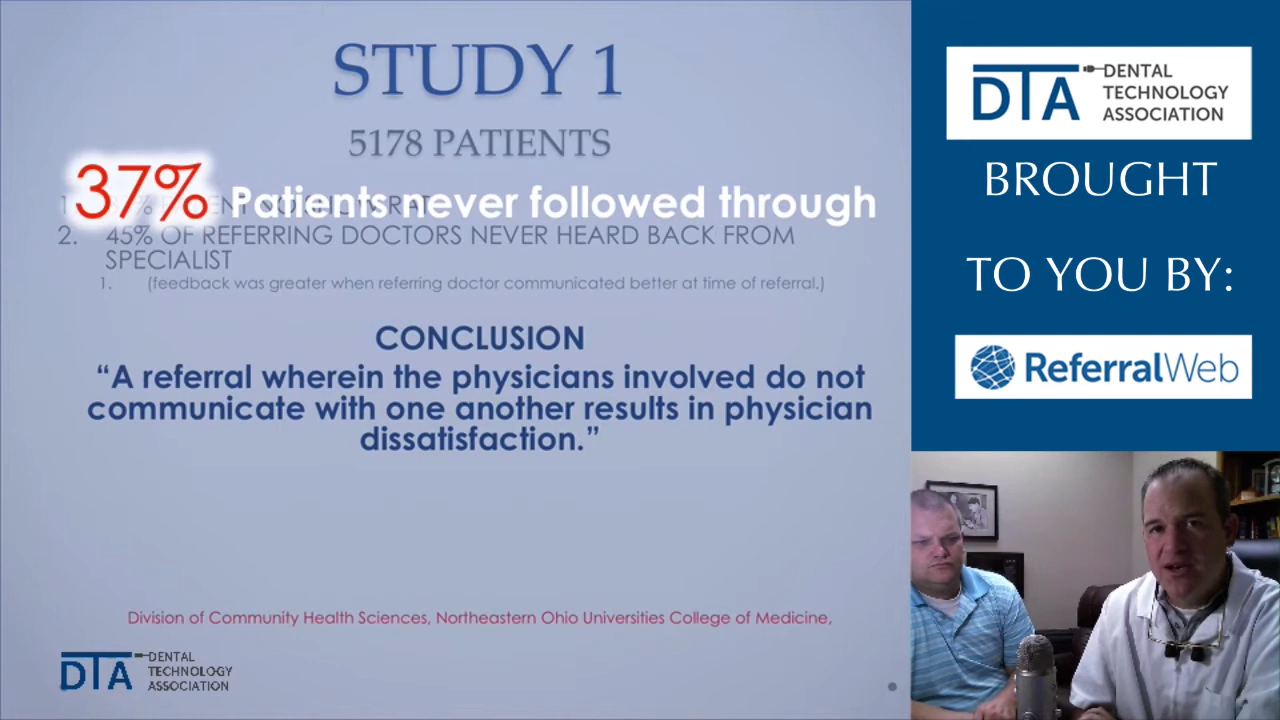 STUDY 1
5178 PATIENTS
37% Patients never followed through
1.
2. 45% OF REFERRING DOCTORS NEVER HEARD BACK FROM
SPECIALIST
1. (feedback was greater when referring doctor communicated better at time of referral.)
CONCLUSION
“A referral wherein the physicians involved do not
communicate with one another results in physician
dissatisfaction.”
Division of Community Health Sciences, Northeastern Ohio Universities College of Medicine,
DTA DENTAL
TECHNOLOGY
ASSOCIATION
DTA DENTAL
TECHNOLOGY
ASSOCIATION
BROUGHT
TO YOU BY:
ReferralWeb